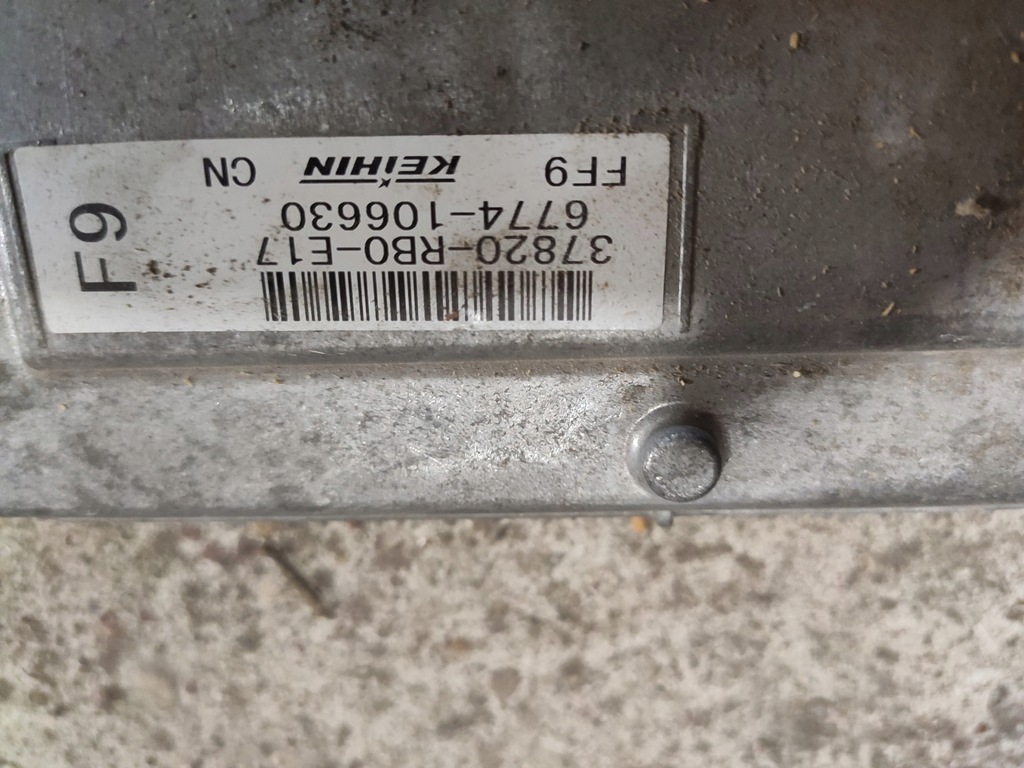 37820-RB0-E17
6774-106630
FF9 KEIHIN CN
F9